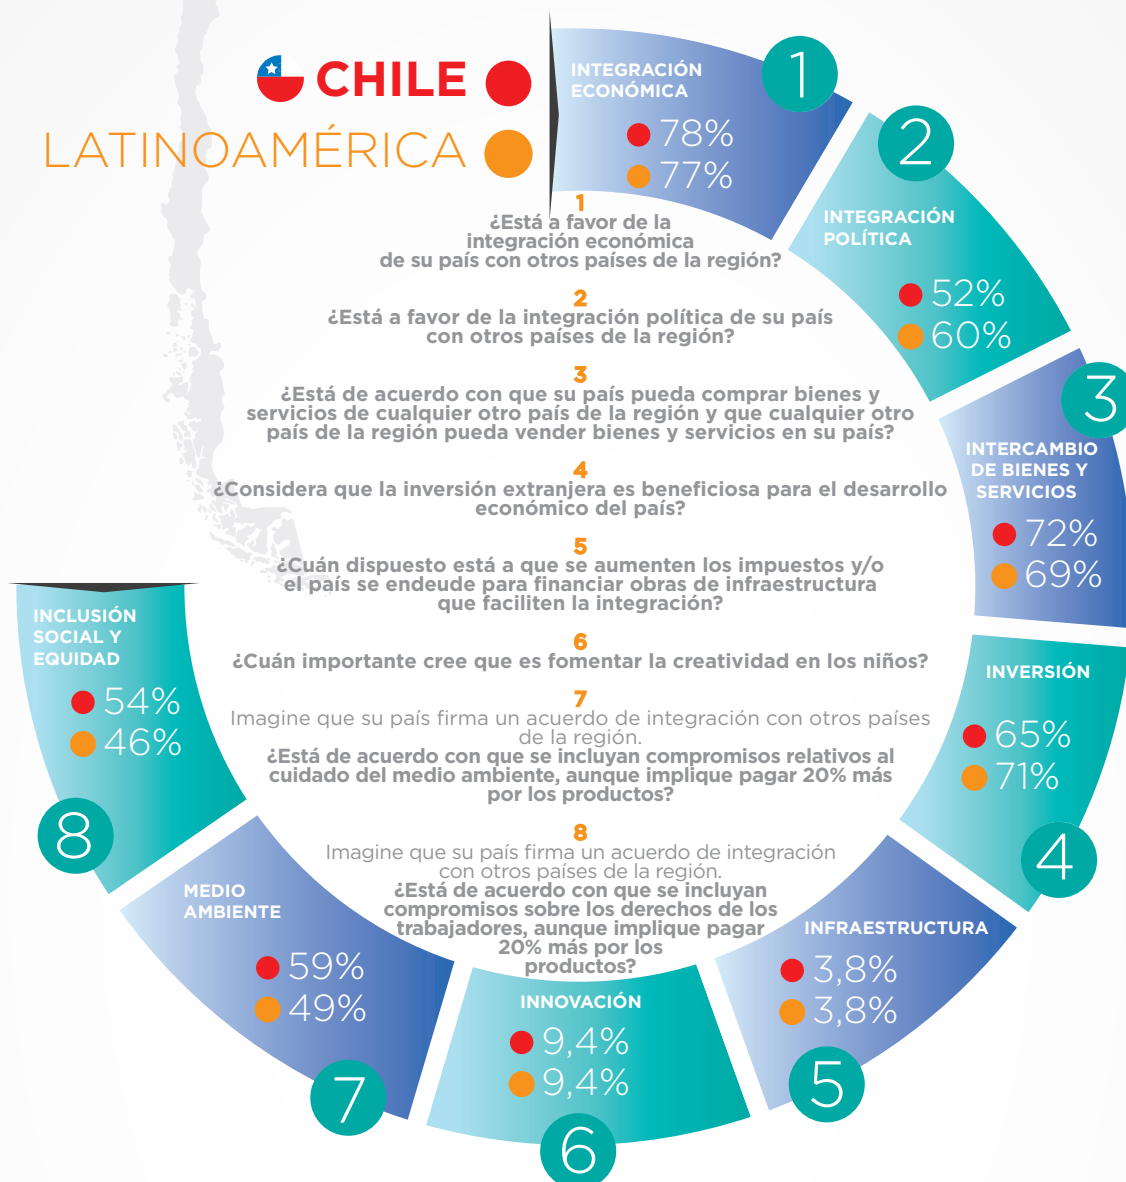 CHILE
LATINOAMÉRICA
INTEGRACIÓN
ECONÓMICA
78%
77%
1
INTEGRACIÓN
POLÍTICA
52%
60%
2
INTERCAMBIO
DE BIENES Y
SERVICIOS
72%
69%
3
INVERSIÓN
65%
71%
4
INFRAESTRUCTURA
3,8%
3,8%
5
INNOVACIÓN
9,4%
9,4%
6
MEDIO
AMBIENTE
59%
49%
7
INCLUSIÓN
SOCIAL Y
EQUIDAD
54%
46%
8
1
¿Está a favor de la
integración económica
de su país con otros países de la región?
2
¿Está a favor de la integración política de su país
con otros países de la región?
3
¿Está de acuerdo con que su país pueda comprar bienes y
servicios de cualquier otro país de la región y que cualquier otro
país de la región pueda vender bienes y servicios en su país?
4
¿Considera que la inversión extranjera es beneficiosa para el desarrollo
económico del país?
5
¿Cuán dispuesto está a que se aumenten los impuestos y/o
el país se endeude para financiar obras de infraestructura
que faciliten la integración?
6
¿Cuán importante cree que es fomentar la creatividad en los niños?
7
Imagine que su país firma un acuerdo de integración con otros países
de la región.
¿Está de acuerdo con que se incluyan compromisos relativos al
cuidado del medio ambiente, aunque implique pagar 20% más
por los productos?
8
Imagine que su país firma un acuerdo de integración
con otros países de la región.
¿Está de acuerdo con que se incluyan
compromisos sobre los derechos de los
trabajadores, aunque implique pagar
20% más por los
productos?